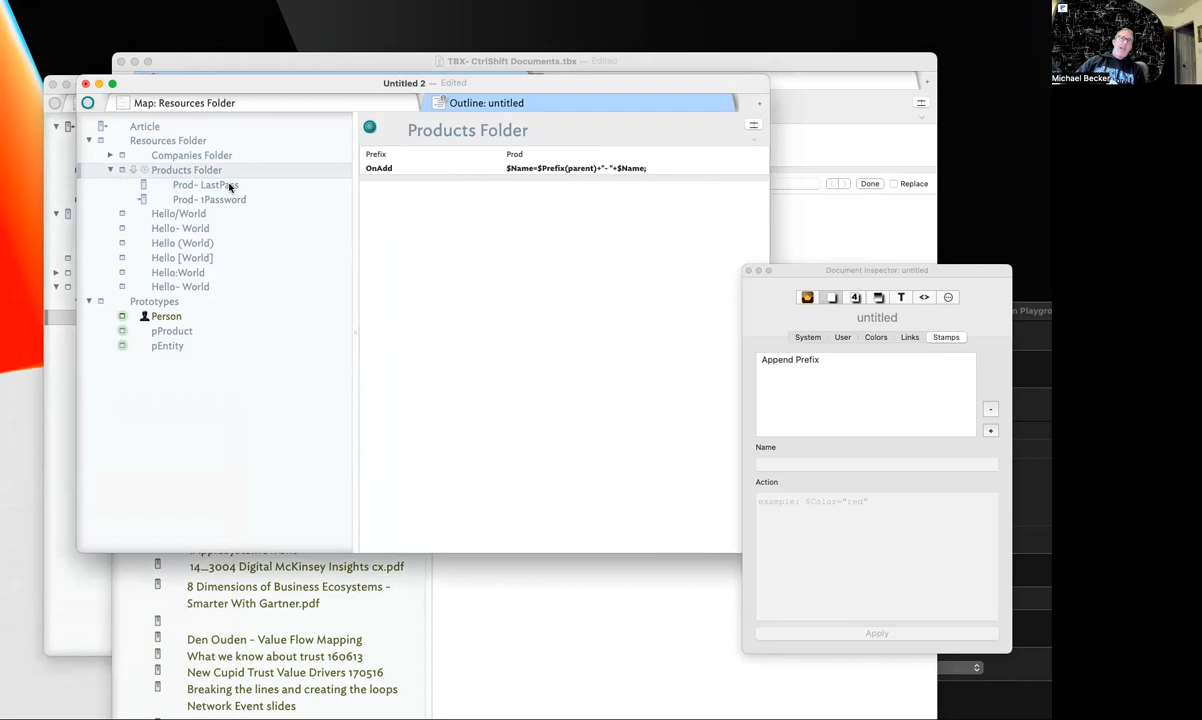 TBX- CtrlShift Documents.tbx — Edited
Untitled 2 — Edited
Map: Resources Folder
Outline: untitled
Article
Resources Folder
Companies Folder
Products Folder
Prod- LastPass
Prod- 1Password
Hello/World
Hello- World
Hello (World)
Hello [World]
Hello:World
Hello- World
Prototypes
Person
pProduct
pEntity
Products Folder
Prefix Prod
OnAdd $Name=$Prefix(parent)+"- "+$Name;
Done Replace
Document Inspector: untitled
untitled
System User Colors Links Stamps
Append Prefix
-
+
Name
Action
example: $Color="red"
Apply
n Playgrou
14_3004 Digital McKinsey Insights cx.pdf
8 Dimensions of Business Ecosystems -
Smarter With Gartner.pdf
Den Ouden - Value Flow Mapping
What we know about trust 160613
New Cupid Trust Value Drivers 170516
Breaking the lines and creating the loops
Network Event slides
Michael Becker